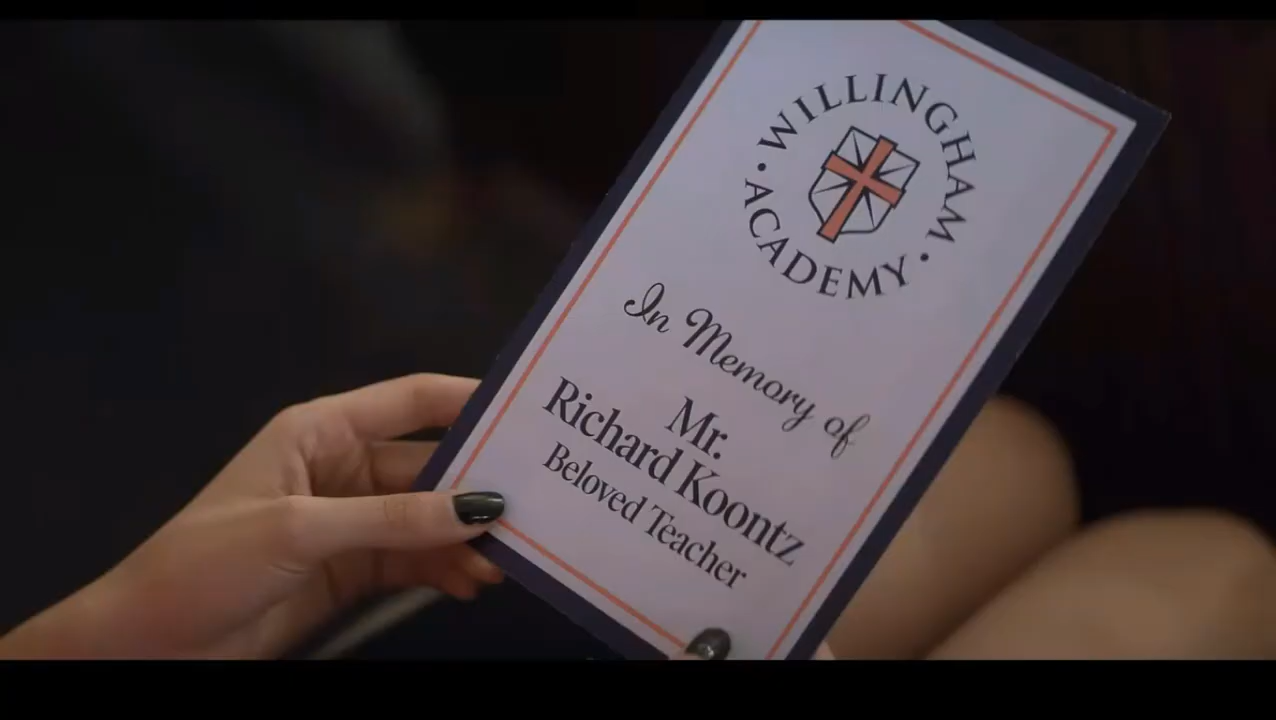 WILLINGHAM
ACADEMY
In Memory of
Mr.
Richard Koontz
Beloved Teacher